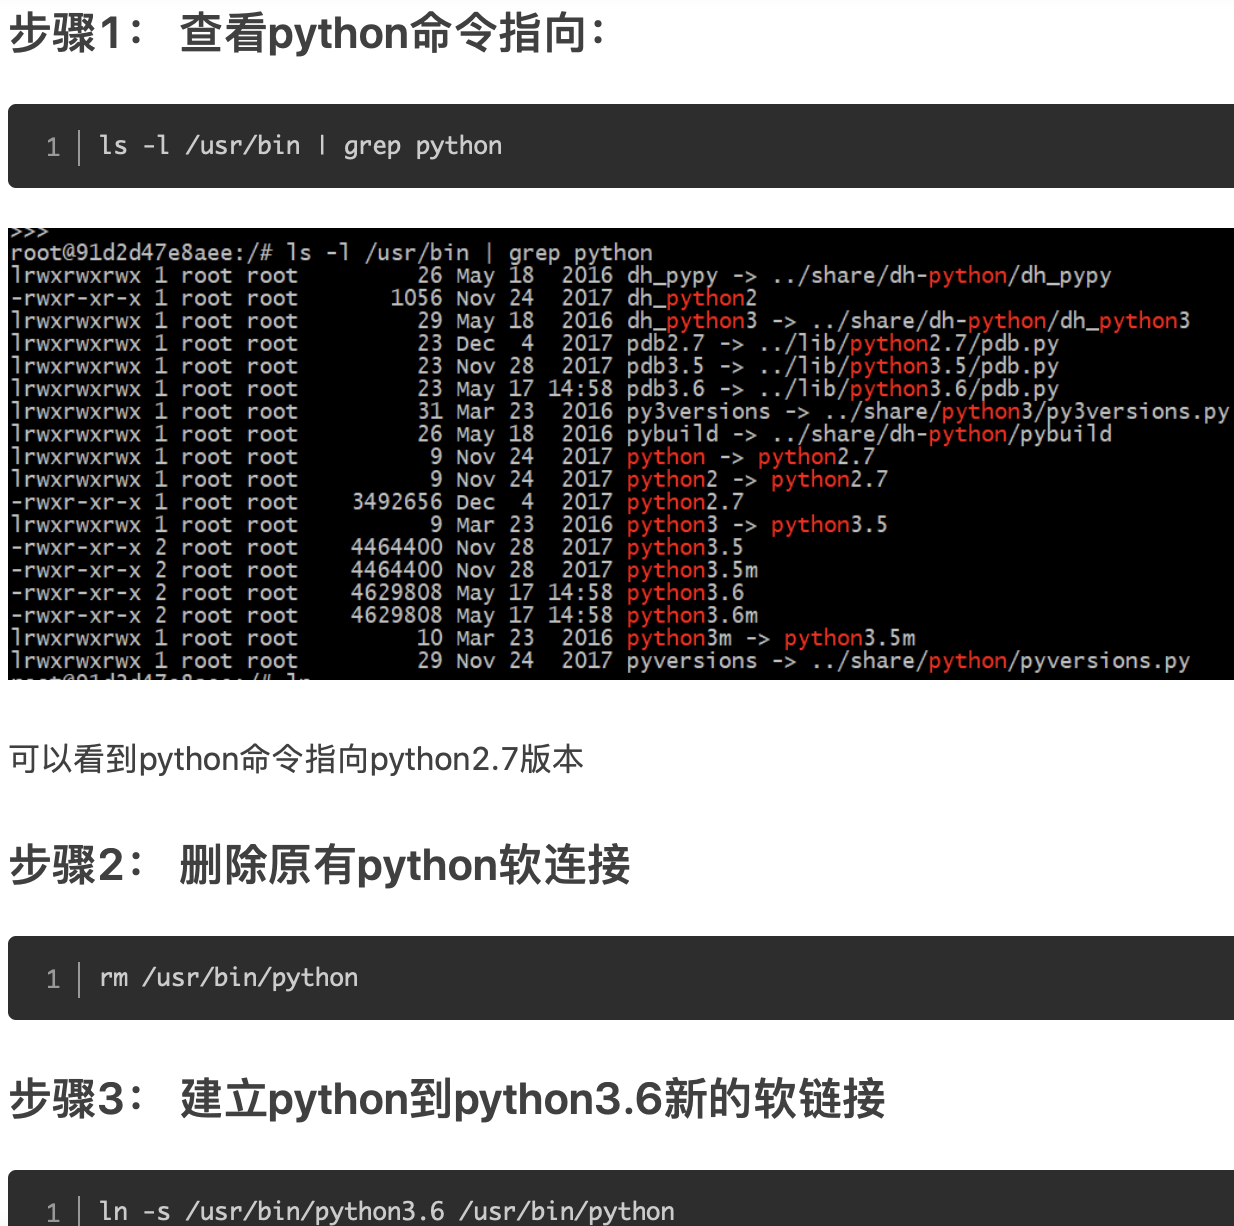 步骤1： 查看python命令指向：
1 ls -l /usr/bin | grep python
>>>
root@91d2d47e8aee:/# ls -l /usr/bin | grep python
lrwxrwxrwx 1 root root 26 May 18 2016 dh_pypy -> ../share/dh-python/dh_pypy
-rwxr-xr-x 1 root root 1056 Nov 24 2017 dh_python2
lrwxrwxrwx 1 root root 29 May 18 2016 dh_python3 -> ../share/dh-python/dh_python3
lrwxrwxrwx 1 root root 23 Dec 4 2017 pdb2.7 -> ../lib/python2.7/pdb.py
lrwxrwxrwx 1 root root 23 Nov 28 2017 pdb3.5 -> ../lib/python3.5/pdb.py
lrwxrwxrwx 1 root root 23 May 17 14:58 pdb3.6 -> ../lib/python3.6/pdb.py
lrwxrwxrwx 1 root root 31 Mar 23 2016 py3versions -> ../share/python3/py3versions.py
lrwxrwxrwx 1 root root 26 May 18 2016 pybuild -> ../share/dh-python/pybuild
lrwxrwxrwx 1 root root 9 Nov 24 2017 python -> python2.7
lrwxrwxrwx 1 root root 9 Nov 24 2017 python2 -> python2.7
-rwxr-xr-x 1 root root 3492656 Dec 4 2017 python2.7
lrwxrwxrwx 1 root root 9 Mar 23 2016 python3 -> python3.5
-rwxr-xr-x 2 root root 4464400 Nov 28 2017 python3.5
-rwxr-xr-x 2 root root 4464400 Nov 28 2017 python3.5m
-rwxr-xr-x 2 root root 4629808 May 17 14:58 python3.6
-rwxr-xr-x 2 root root 4629808 May 17 14:58 python3.6m
lrwxrwxrwx 1 root root 10 Mar 23 2016 python3m -> python3.5m
lrwxrwxrwx 1 root root 29 Nov 24 2017 pyversions -> ../share/python/pyversions.py
root@91d2d47e8aee:/# ln
可以看到python命令指向python2.7版本
步骤2： 删除原有python软连接
1 rm /usr/bin/python
步骤3： 建立python到python3.6新的软链接
1 ln -s /usr/bin/python3.6 /usr/bin/python